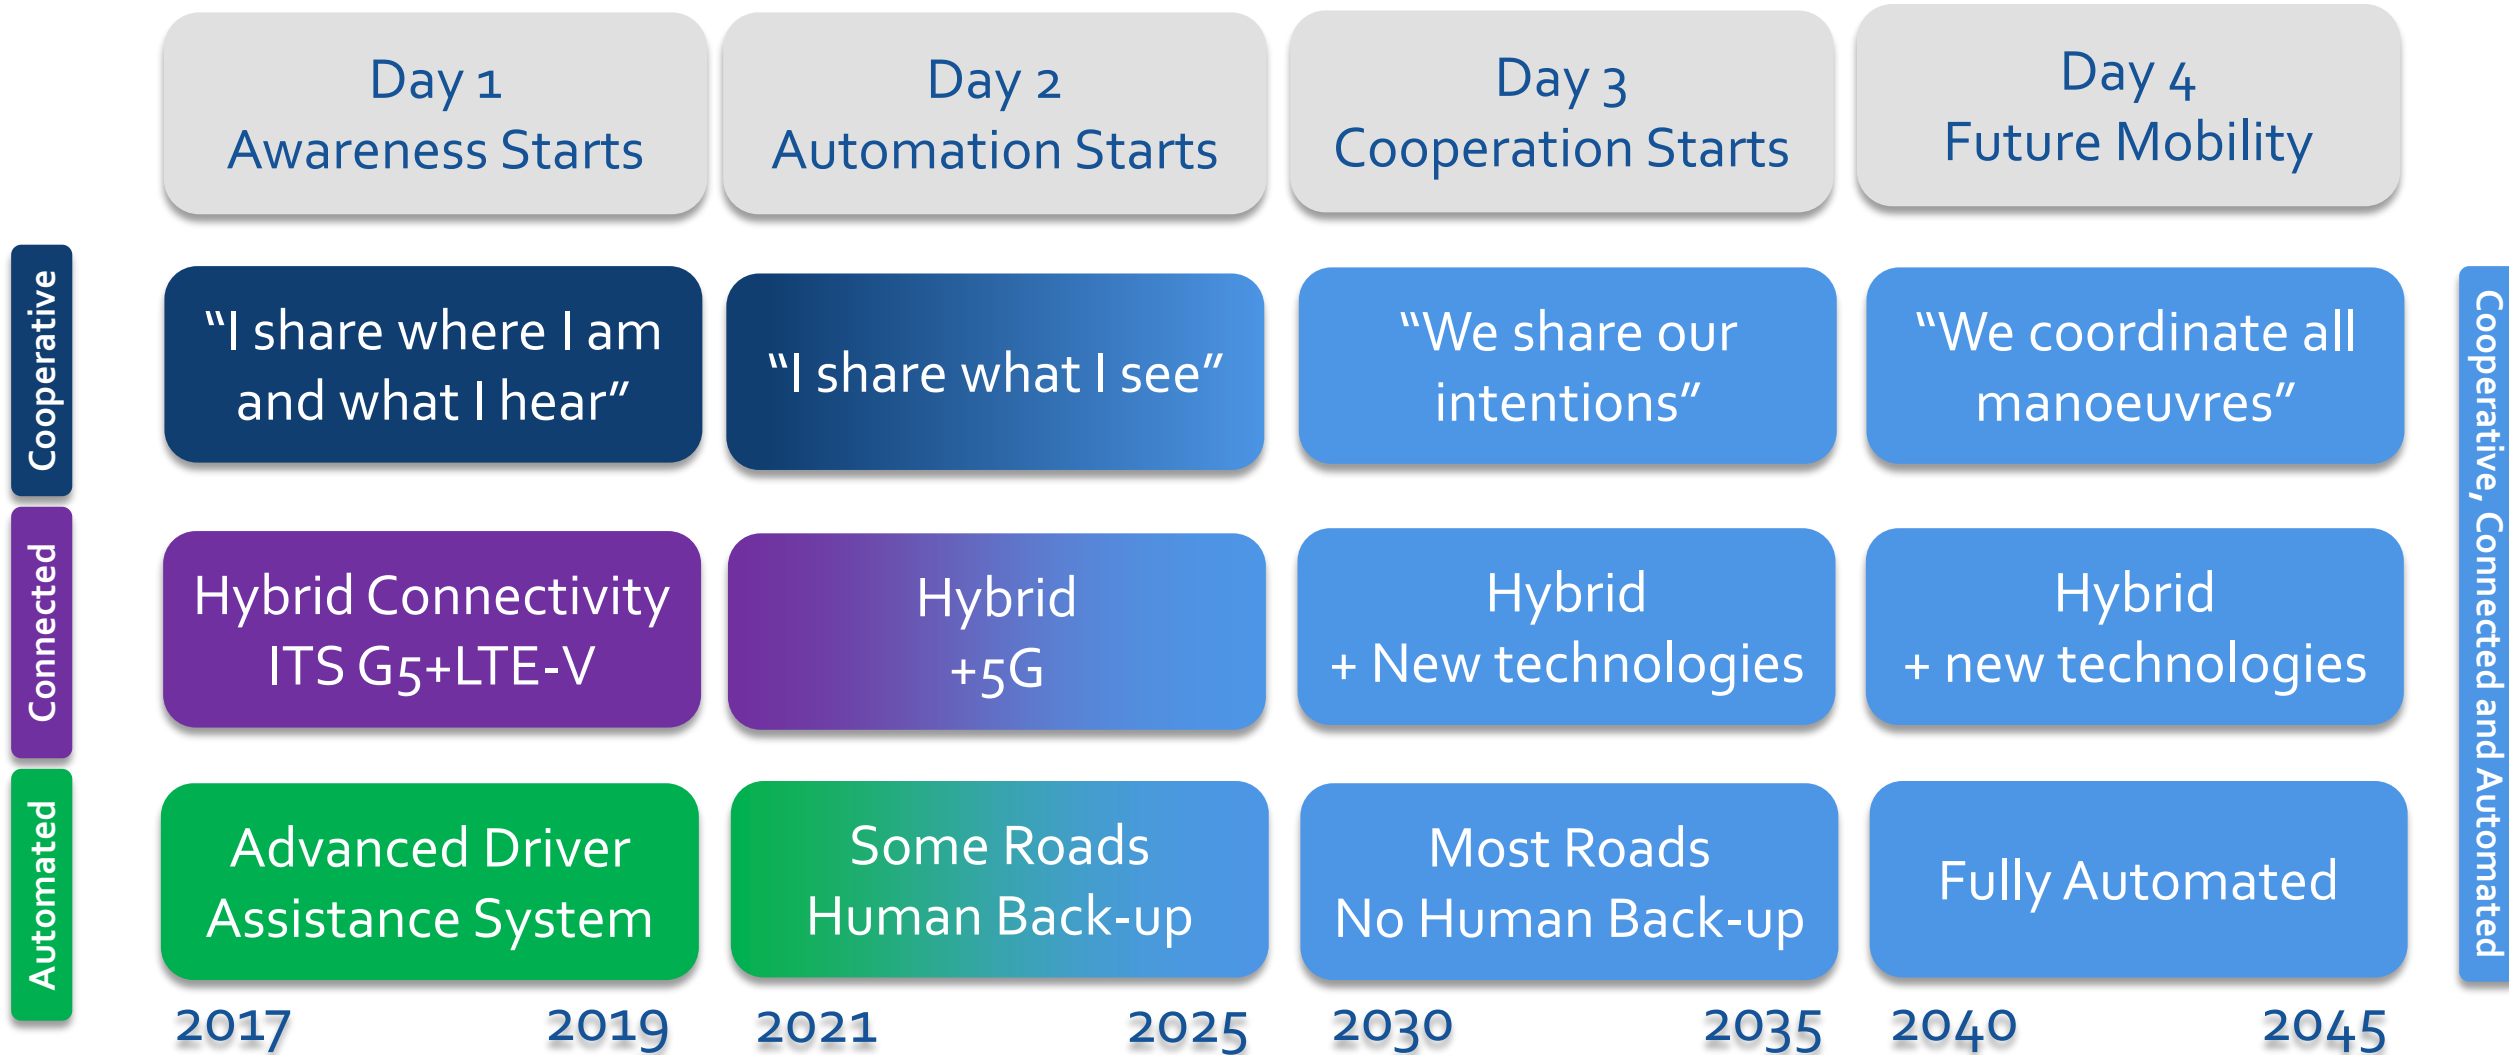 Day 1
Awareness Starts
Day 2
Automation Starts
Day 3
Cooperation Starts
Day 4
Future Mobility
Cooperative
“I share where I am
and what I hear“
“I share what I see“
“We share our
intentions“
“We coordinate all
manoeuvres“
Connected
Hybrid Connectivity
ITS G5+LTE-V
Hybrid
+5G
Hybrid
+ New technologies
Hybrid
+ new technologies
Automated
Advanced Driver
Assistance System
Some Roads
Human Back-up
Most Roads
No Human Back-up
Fully Automated
Cooperative, Connected and Automated
2017
2019
2021
2025
2030
2035
2040
2045